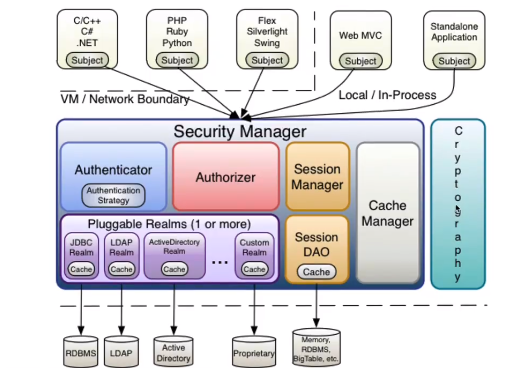 C/C++
C#
.NET
Subject
PHP
Ruby
Python
Subject
Flex
Silverlight
Swing
Subject
Web MVC
Subject
Standalone
Application
Subject
VM / Network Boundary
Local / In-Process
Security Manager
Authenticator
Authentication
Strategy
Authorizer
Session
Manager
Cache
Manager
Cryptography
Pluggable Realms (1 or more)
JDBC
Realm
Cache
LDAP
Realm
Cache
ActiveDirectory
Realm
Cache
...
Custom
Realm
Cache
Session
DAO
Cache
RDBMS
LDAP
Active
Directory
Proprietary
Memory,
RDBMS,
BigTable, etc.